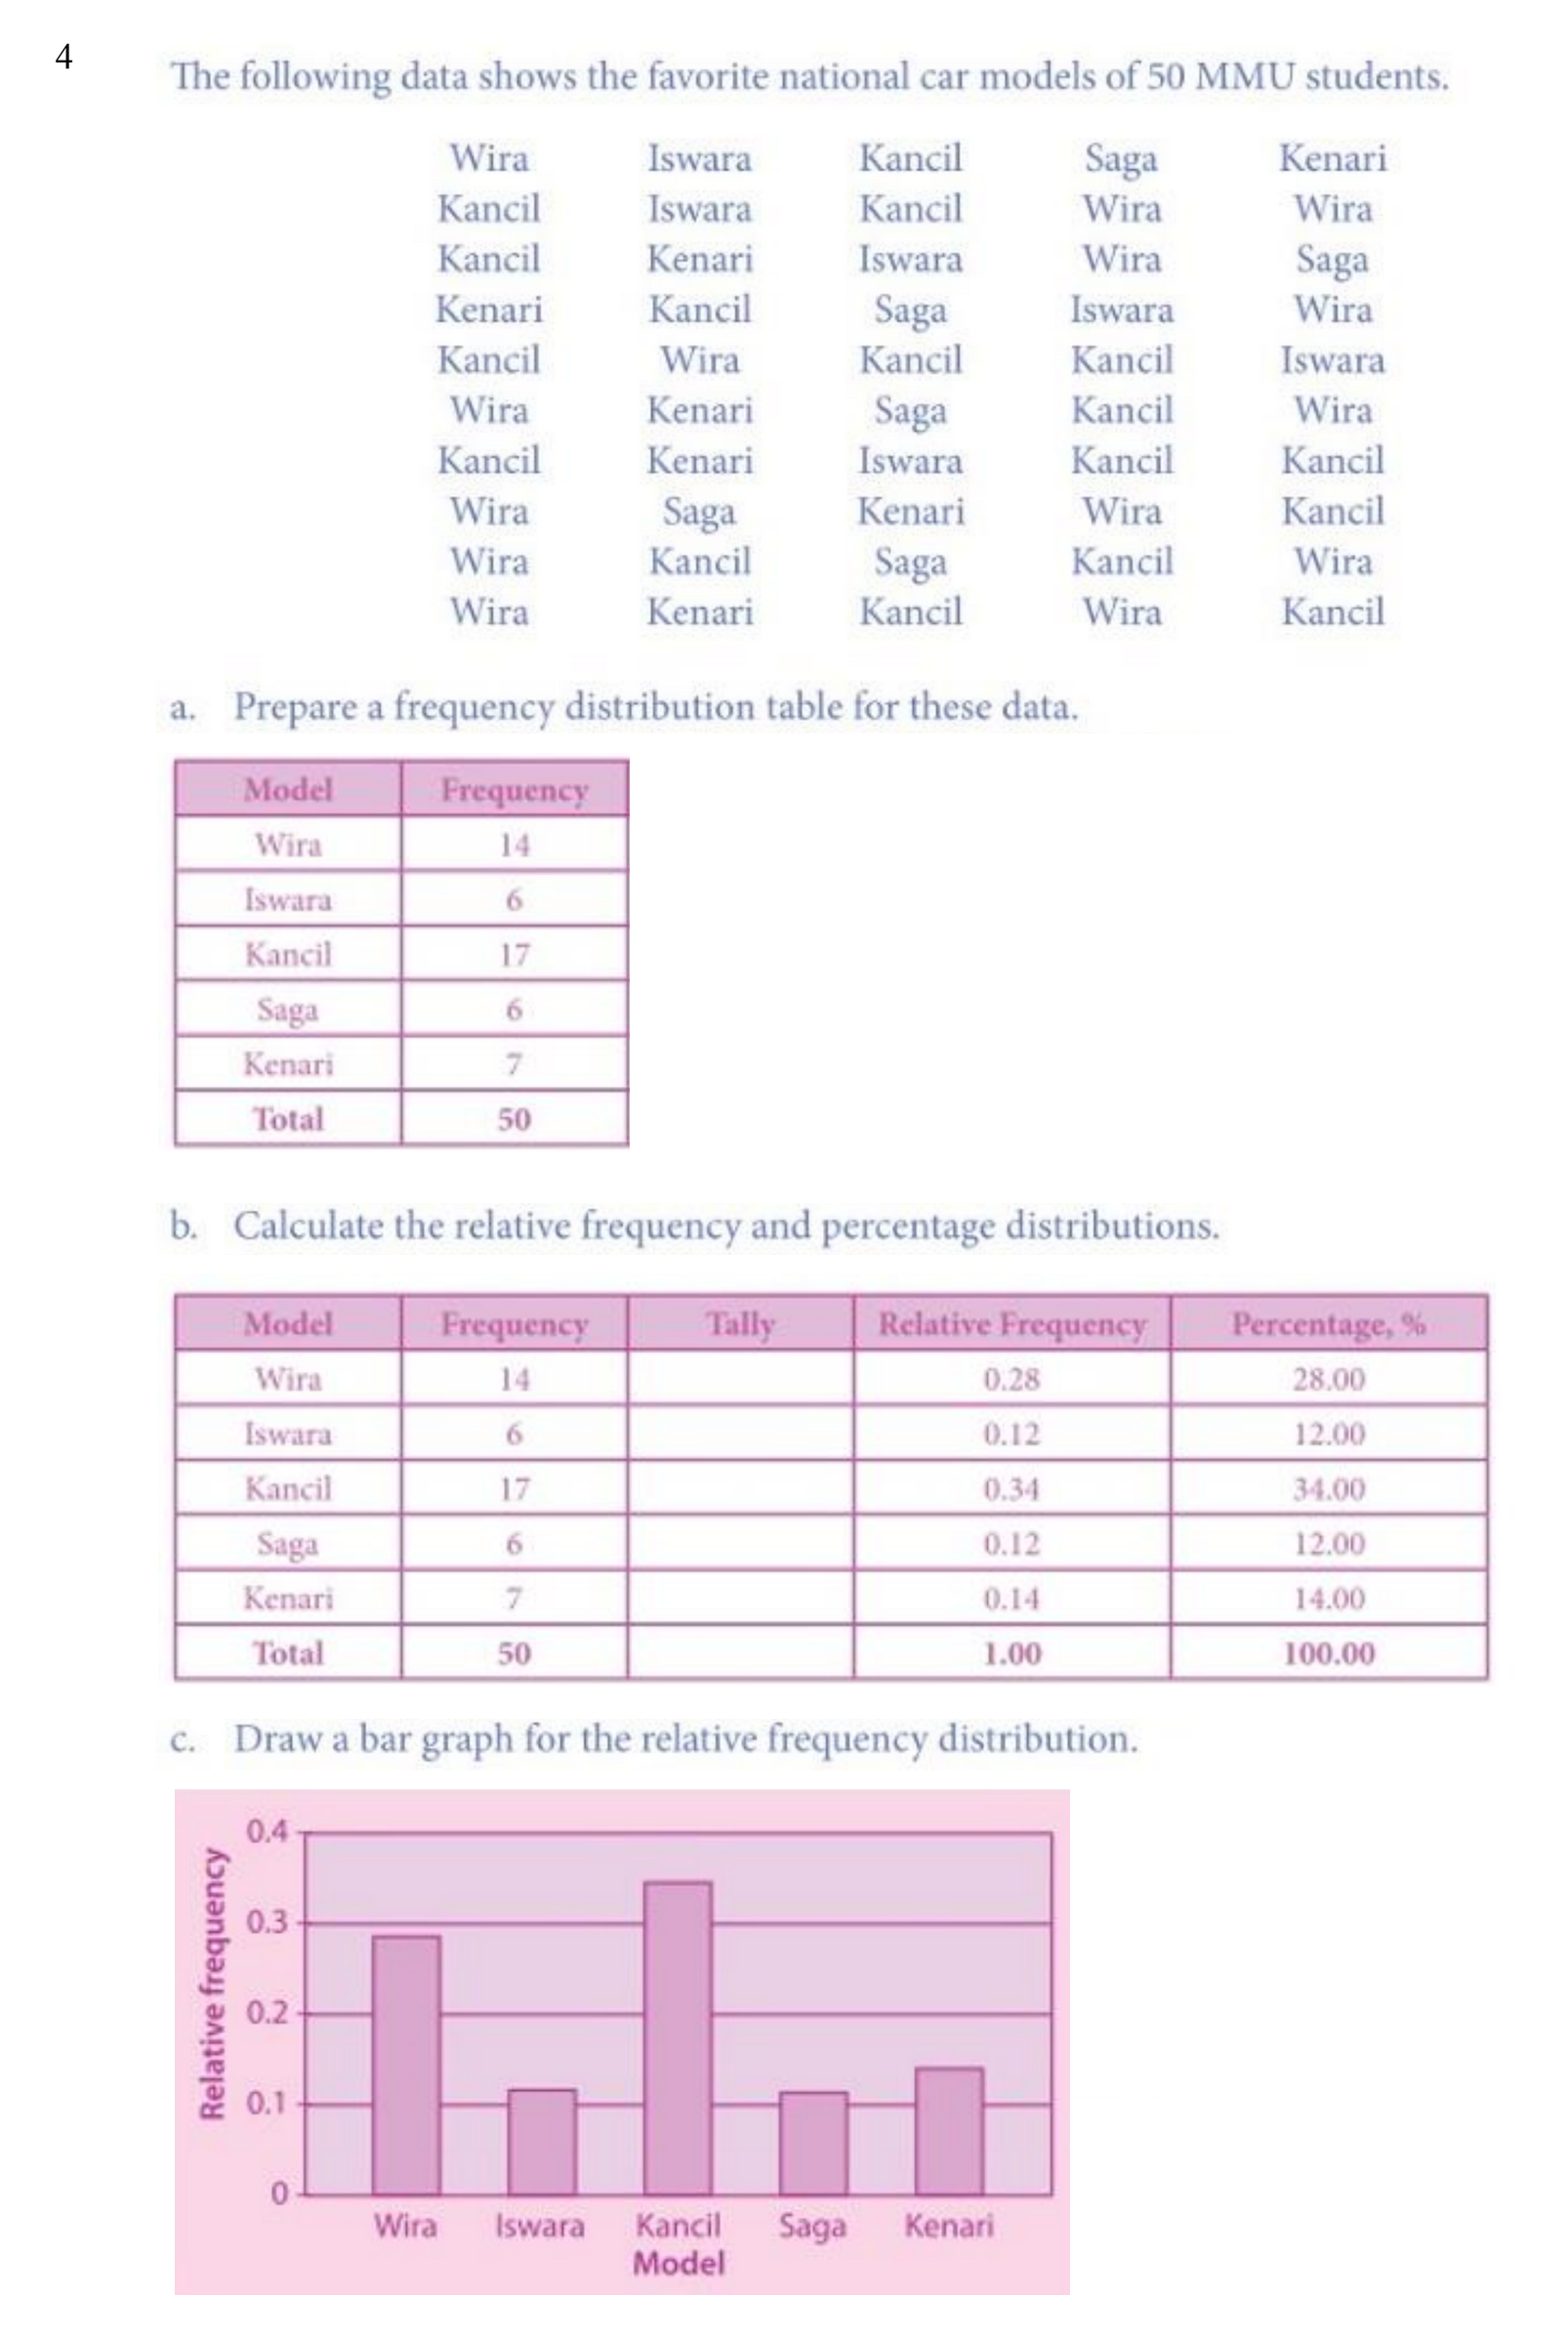 4
The following data shows the favorite national car models of 50 MMU students.
Wira Iswara Kancil Saga Kenari
Kancil Iswara Kancil Wira Wira
Kancil Kenari Iswara Wira Saga
Kenari Kancil Saga Iswara Wira
Kancil Wira Kancil Kancil Iswara
Wira Kenari Saga Kancil Wira
Kancil Kenari Iswara Kancil Kancil
Wira Saga Kenari Wira Kancil
Wira Kancil Saga Kancil Wira
Wira Kenari Kancil Wira Kancil
a. Prepare a frequency distribution table for these data.
Model Frequency
Wira 14
Iswara 6
Kancil 17
Saga 6
Kenari 7
Total 50
b. Calculate the relative frequency and percentage distributions.
Model Frequency Tally Relative Frequency Percentage, %
Wira 14 0.28 28.00
Iswara 6 0.12 12.00
Kancil 17 0.34 34.00
Saga 6 0.12 12.00
Kenari 7 0.14 14.00
Total 50 1.00 100.00
c. Draw a bar graph for the relative frequency distribution.
Relative frequency
0.4
0.3
0.2
0.1
0
Wira Iswara Kancil Saga Kenari
Model